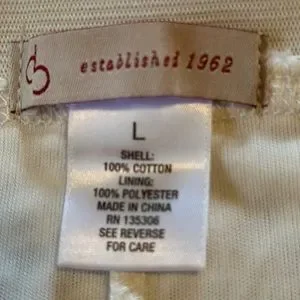 established 1962
L
SHELL:
100% COTTON
LINING:
100% POLYESTER
MADE IN CHINA
RN 135306
SEE REVERSE
FOR CARE